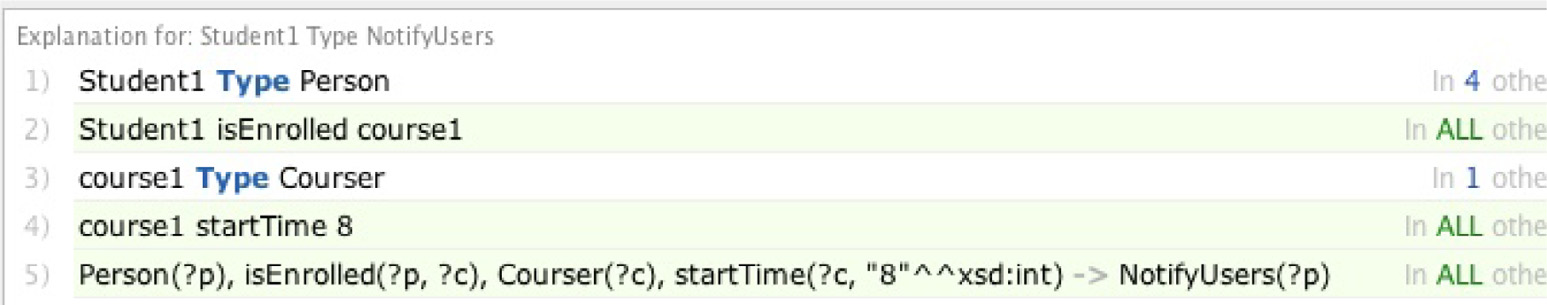 Explanation for: Student1 Type NotifyUsers
1) Student1 Type Person In 4 othe
2) Student1 isEnrolled course1 In ALL othe
3) course1 Type Courser In 1 othe
4) course1 startTime 8 In ALL othe
5) Person(?p), isEnrolled(?p, ?c), Courser(?c), startTime(?c, "8"^^xsd:int) -> NotifyUsers(?p) In ALL othe